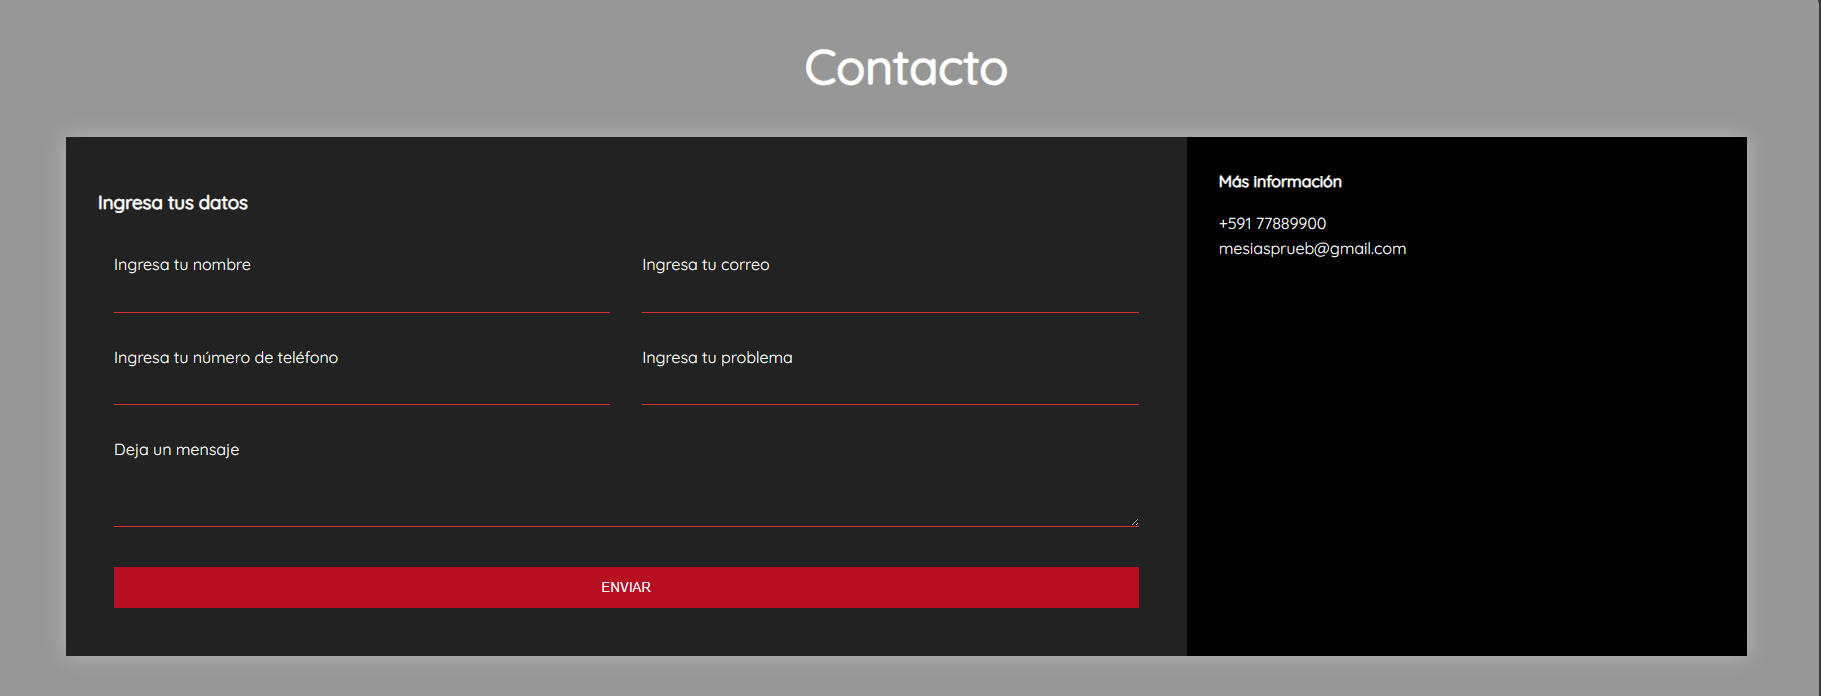 Contacto
Ingresa tus datos
Ingresa tu nombre
Ingresa tu correo
Ingresa tu número de teléfono
Ingresa tu problema
Deja un mensaje
ENVIAR
Más información
+591 77889900
mesiasprueb@gmail.com